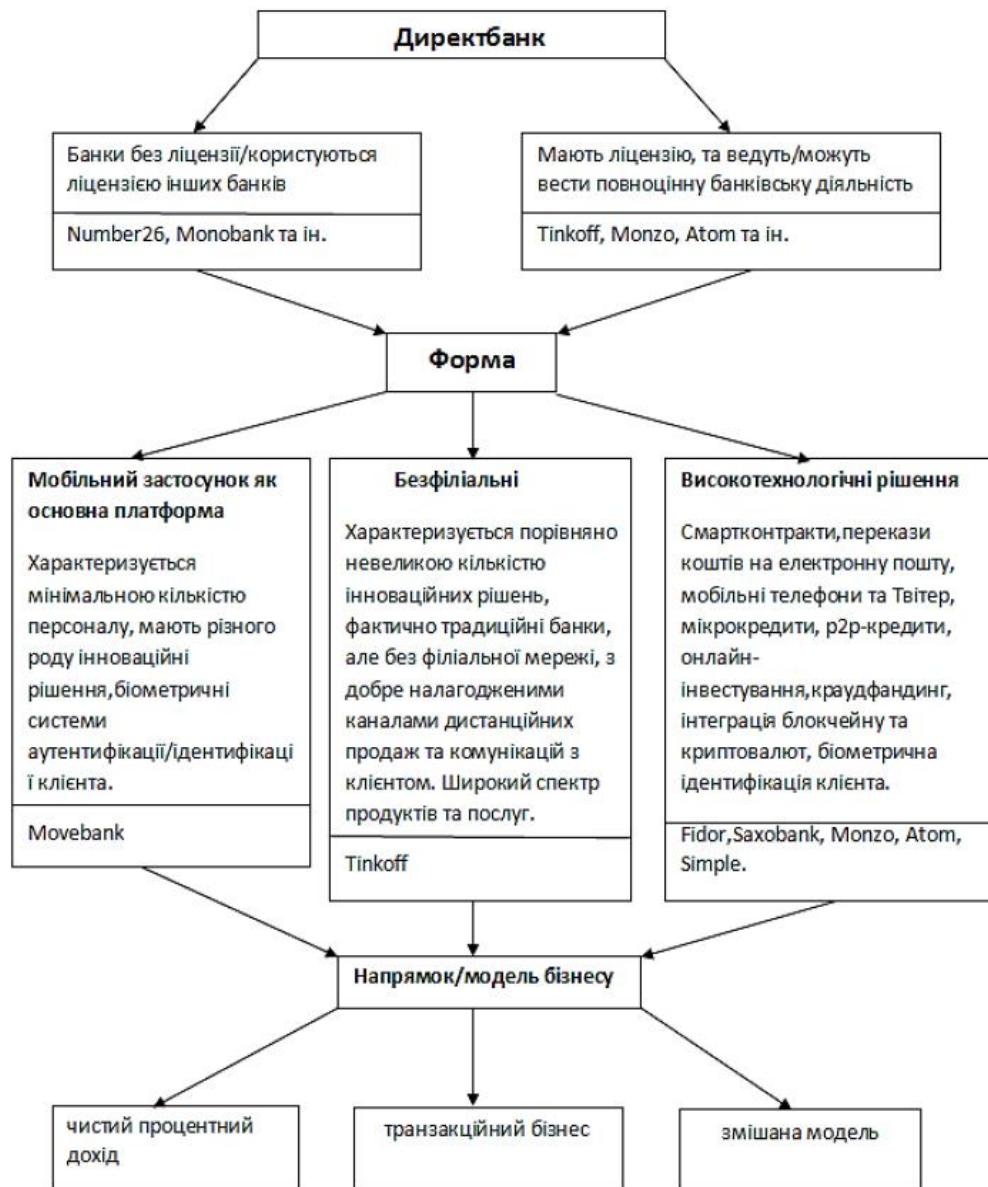 Директбанк
Банки без ліцензії/користуються
ліцензією інших банків
Number26, Monobank та ін.
Мають ліцензію, та ведуть/можуть
вести повноцінну банківську діяльність
Tinkoff, Monzo, Atom та ін.
Форма
Мобільний застосунок як
основна платформа
Характеризується
мінімальною кількістю
персоналу, мають різного
роду інноваційні
рішення,біометричні
системи
аутентифікації/ідентифікаці
ї клієнта.
Movebank
Безфіліальні
Характеризується порівняно
невеликою кількістю
інноваційних рішень,
фактично традиційні банки,
але без філіальної мережі, з
добре налагодженими
каналами дистанційних
продаж та комунікацій з
клієнтом. Широкий спектр
продуктів та послуг.
Tinkoff
Високотехнологічні рішення
Смартконтракти,перекази
коштів на електронну пошту,
мобільні телефони та Твітер,
мікрокредити, р2р-кредити,
онлайн-
інвестування,краудфандинг,
інтеграція блокчейну та
криптовалют, біометрична
ідентифікація клієнта.
Fidor,Saxobank, Monzo, Atom,
Simple.
Напрямок/модель бізнесу
чистий процентний
дохід
транзакційний бізнес
змішана модель